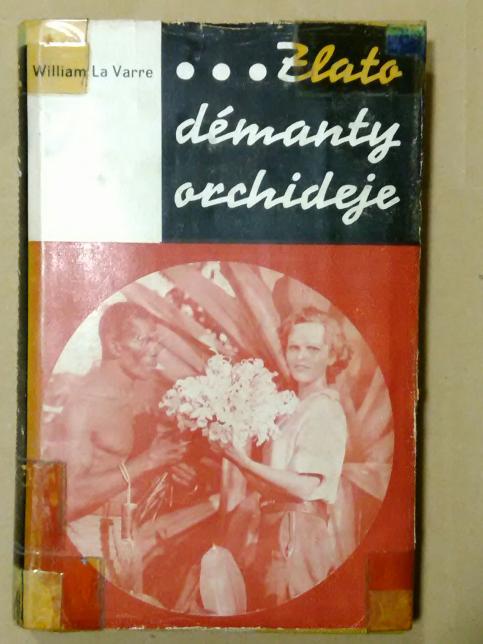 William La Varre
...Zlato
démanty
orchideje